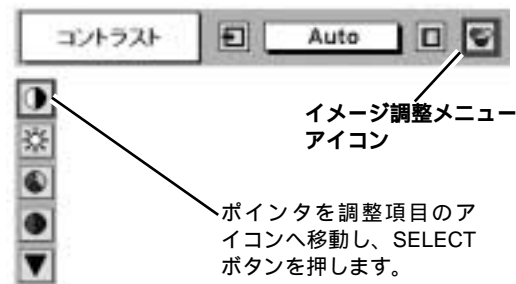 コントラスト
Auto
イメージ調整メニュー
アイコン
ポインタを調整項目のア
イコンへ移動し、SELECT
ボタンを押します。